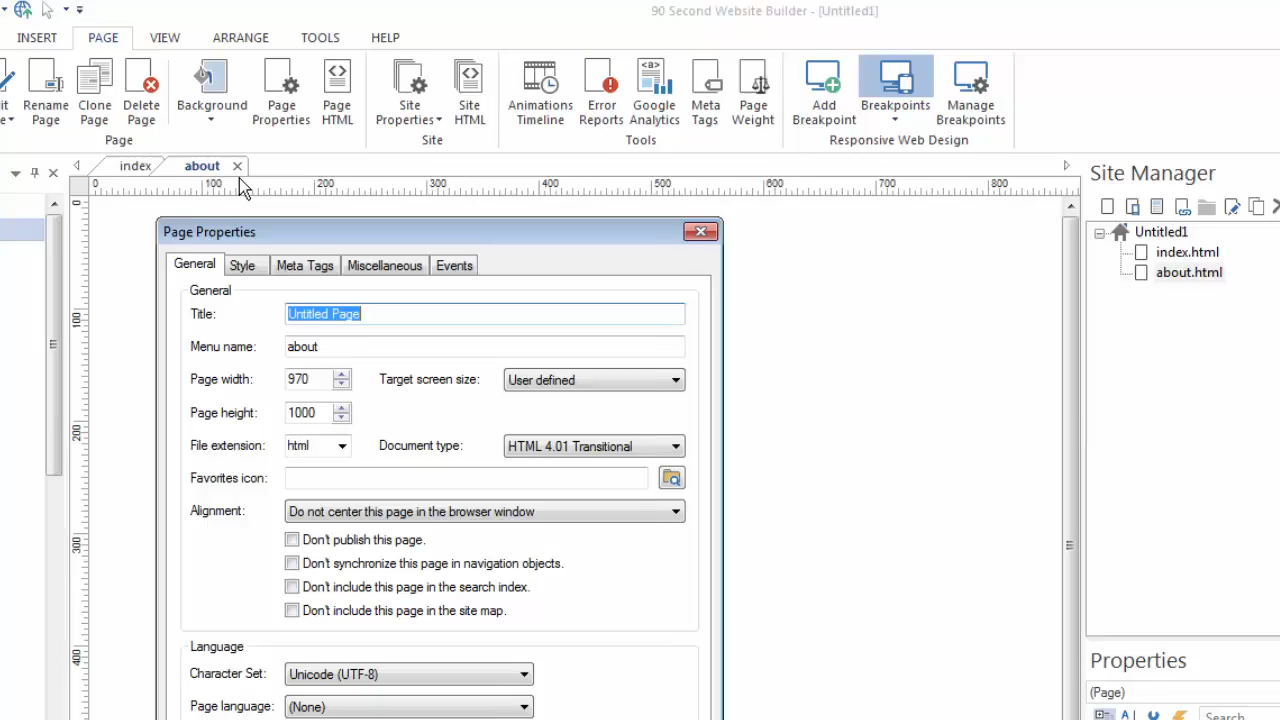 90 Second Website Builder - [Untitled1]
INSERT PAGE VIEW ARRANGE TOOLS HELP
Rename Page
Clone Page
Delete Page
Background
Page Properties
Page HTML
Site Properties
Site HTML
Animations Timeline
Error Reports
Google Analytics
Meta Tags
Page Weight
Add Breakpoint
Breakpoints
Manage Breakpoints
Page Site Tools Responsive Web Design
index about
0 100 200 300 400 500 600 700 800
0
100
200
300
400
Page Properties
General Style Meta Tags Miscellaneous Events
General
Title: Untitled Page
Menu name: about
Page width: 970 Target screen size: User defined
Page height: 1000
File extension: html Document type: HTML 4.01 Transitional
Favorites icon:
Alignment: Do not center this page in the browser window
Don't publish this page.
Don't synchronize this page in navigation objects.
Don't include this page in the search index.
Don't include this page in the site map.
Language
Character Set: Unicode (UTF-8)
Page language: (None)
Site Manager
Untitled1
index.html
about.html
Properties
(Page)
Search